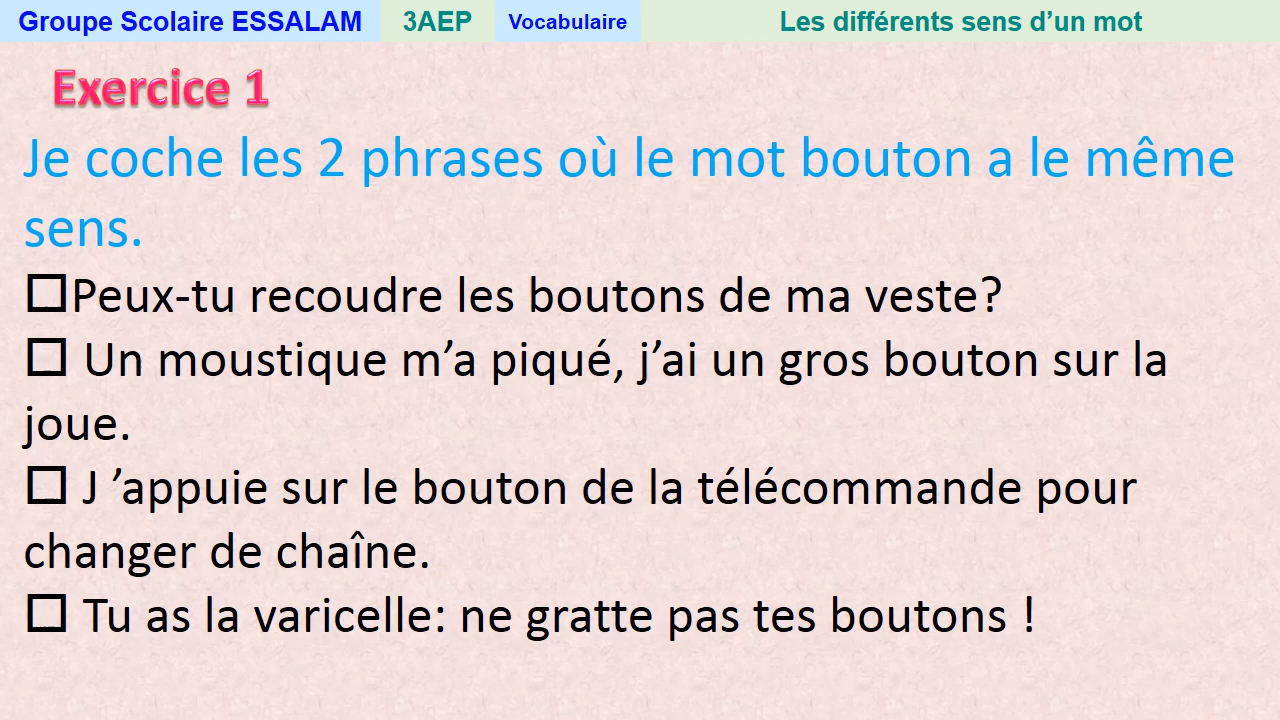 Groupe Scolaire ESSALAM 3AEP Vocabulaire Les différents sens d’un mot
Exercice 1
Je coche les 2 phrases où le mot bouton a le même
sens.
☐Peux-tu recoudre les boutons de ma veste?
☐ Un moustique m’a piqué, j’ai un gros bouton sur la
joue.
☐ J ’appuie sur le bouton de la télécommande pour
changer de chaîne.
☐ Tu as la varicelle: ne gratte pas tes boutons !